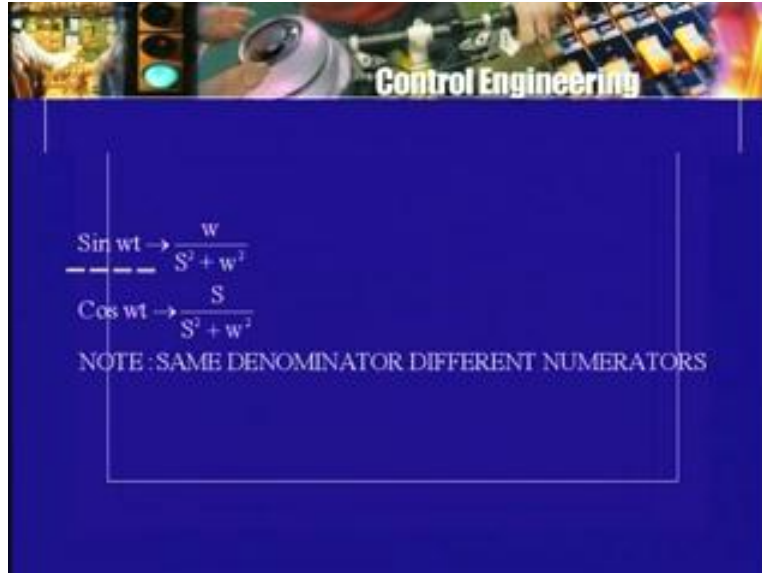 Control Engineering
Sin wt → w / S² + w²
Cos wt → S / S² + w²
NOTE : SAME DENOMINATOR DIFFERENT NUMERATORS